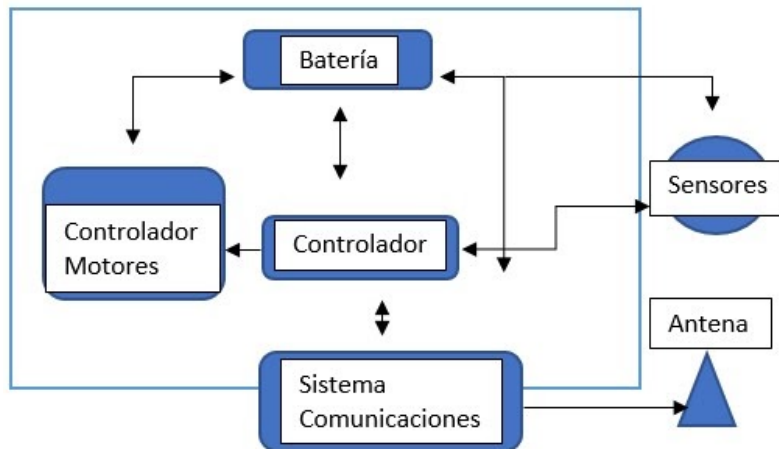 Batería
Sensores
Controlador
Motores
Controlador
Antena
Sistema
Comunicaciones